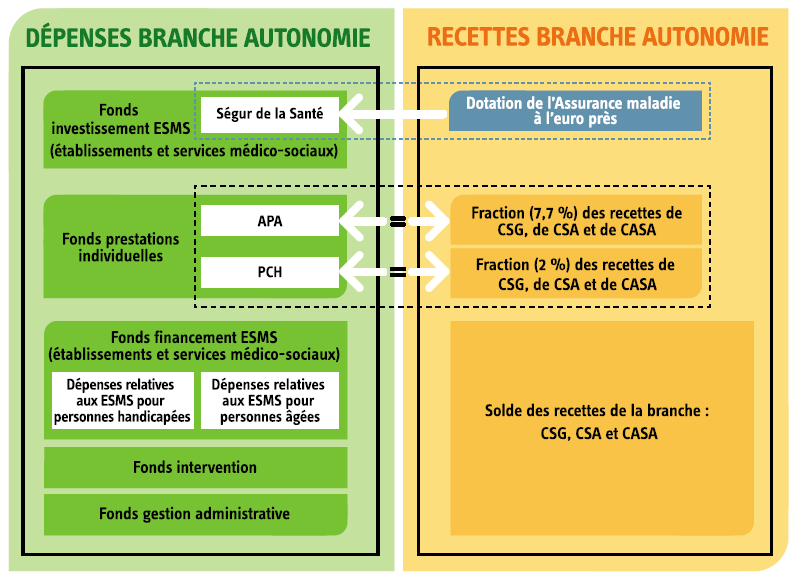 DÉPENSES BRANCHE AUTONOMIE
Fonds
investissement ESMS
(établissements et services médico-sociaux)
Ségur de la Santé
Fonds prestations
individuelles
APA
PCH
Fonds financement ESMS
(établissements et services médico-sociaux)
Dépenses relatives
aux ESMS pour
personnes handicapées
Dépenses relatives
aux ESMS pour
personnes âgées
Fonds intervention
Fonds gestion administrative
RECETTES BRANCHE AUTONOMIE
Dotation de l'Assurance maladie
à l'euro près
=
Fraction (7,7 %) des recettes de
CSG, de CSA et de CASA
=
Fraction (2 %) des recettes de
CSG, de CSA et de CASA
Solde des recettes de la branche :
CSG, CSA et CASA